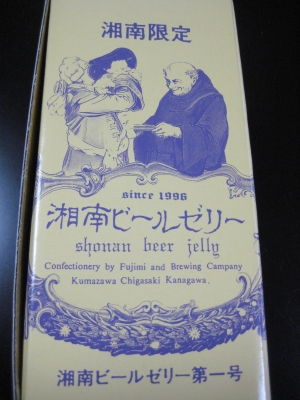 湘南限定
since 1996
湘南ビールゼリー
shonan beer jelly
Confectionery by Fujimi and Brewing Campany
Kumazawa Chigasaki Kanagawa.
湘南ビールゼリー第一号